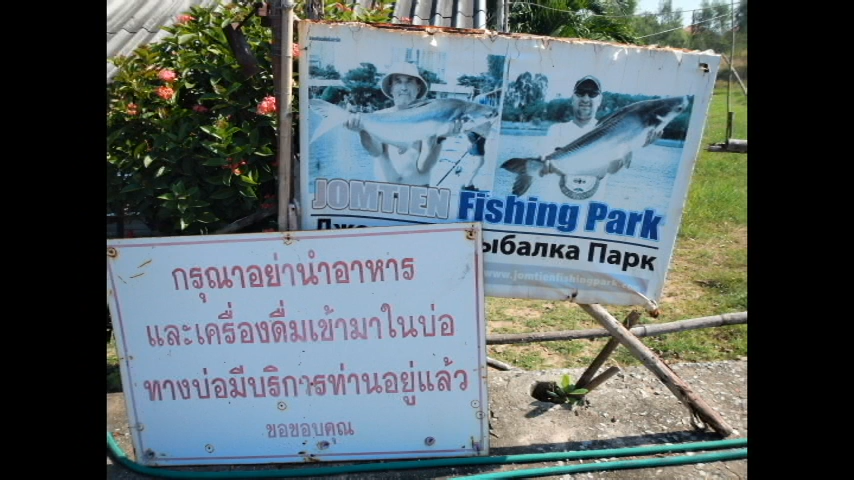 JOMTIEN Fishing Park
ыбалка Парк
www.jomtienfishingpark
กรุณาอย่านำอาหาร
และเครื่องดื่มเข้ามาในบ่อ
ทางบ่อมีบริการท่านอยู่แล้ว
ขอขอบคุณ